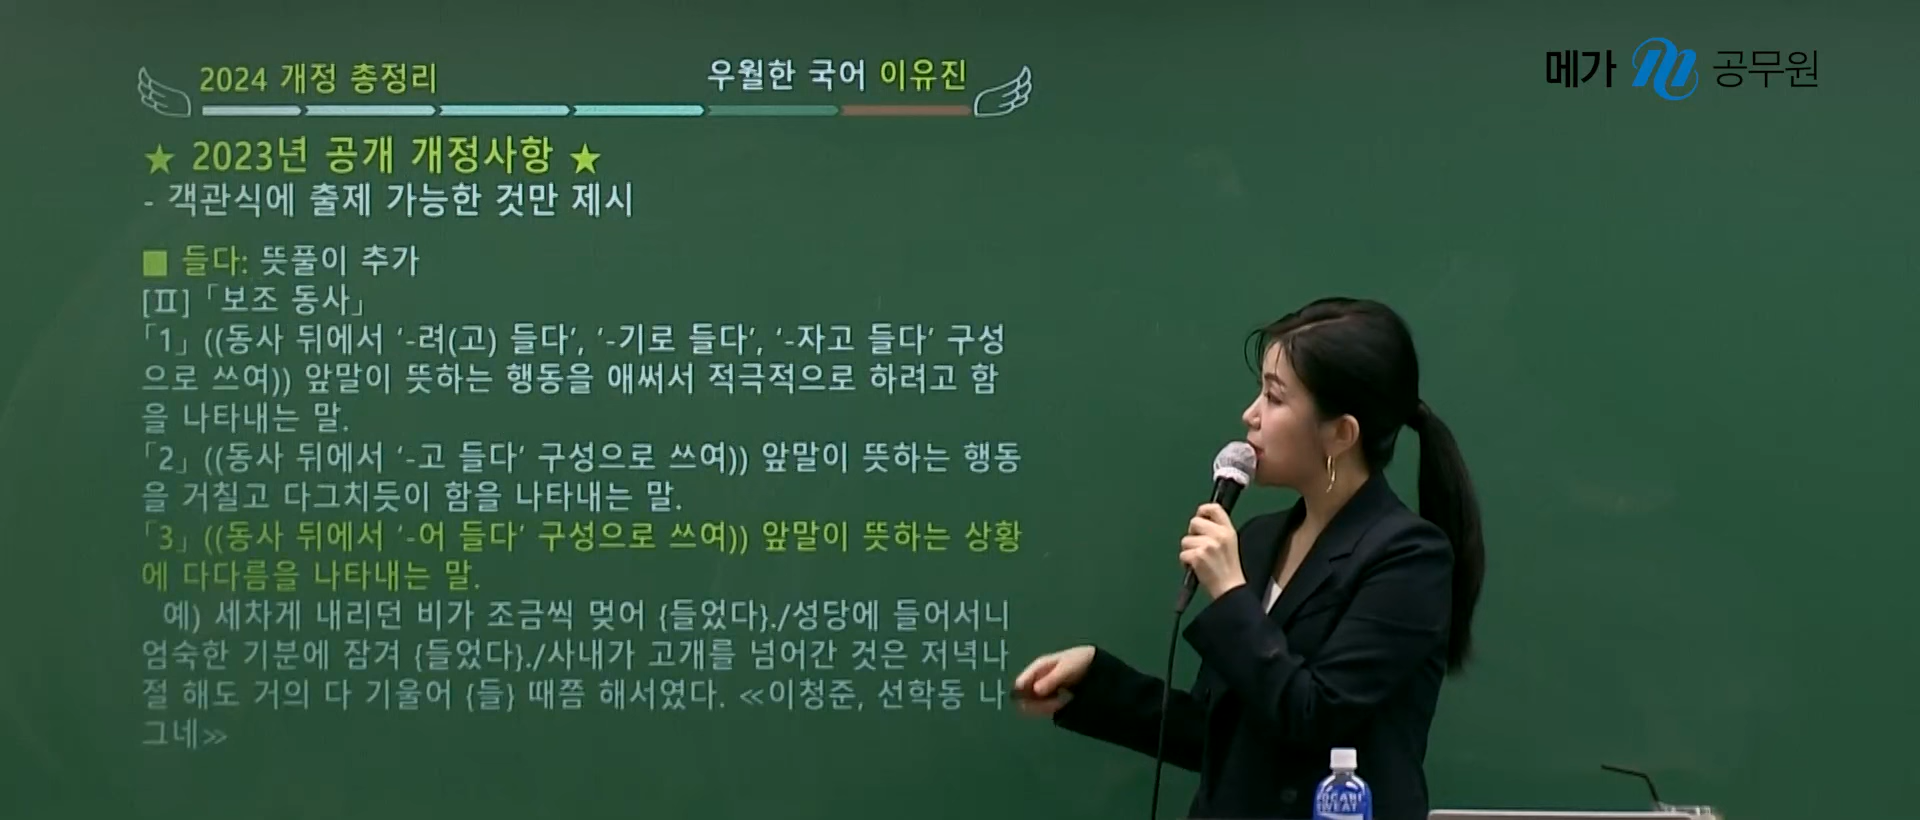 2024 개정 총정리
우월한 국어 이유진
메가 공무원
★ 2023년 공개 개정사항 ★
- 객관식에 출제 가능한 것만 제시
■ 들다: 뜻풀이 추가
[Ⅱ]「보조 동사」
「1」((동사 뒤에서 ‘-려(고) 들다’, ‘-기로 들다’, ‘-자고 들다’ 구성
으로 쓰여)) 앞말이 뜻하는 행동을 애써서 적극적으로 하려고 함
을 나타내는 말.
「2」((동사 뒤에서 ‘-고 들다’ 구성으로 쓰여)) 앞말이 뜻하는 행동
을 거칠고 다그치듯이 함을 나타내는 말.
「3」((동사 뒤에서 ‘-어 들다’ 구성으로 쓰여)) 앞말이 뜻하는 상황
에 다다름을 나타내는 말.
예) 세차게 내리던 비가 조금씩 멎어 {들었다}./성당에 들어서니
엄숙한 기분에 잠겨 {들었다}./사내가 고개를 넘어간 것은 저녁나
절 해도 거의 다 기울어 {들} 때쯤 해서였다. ≪이청준, 선학동 나
그네≫
POCARI
SWEAT